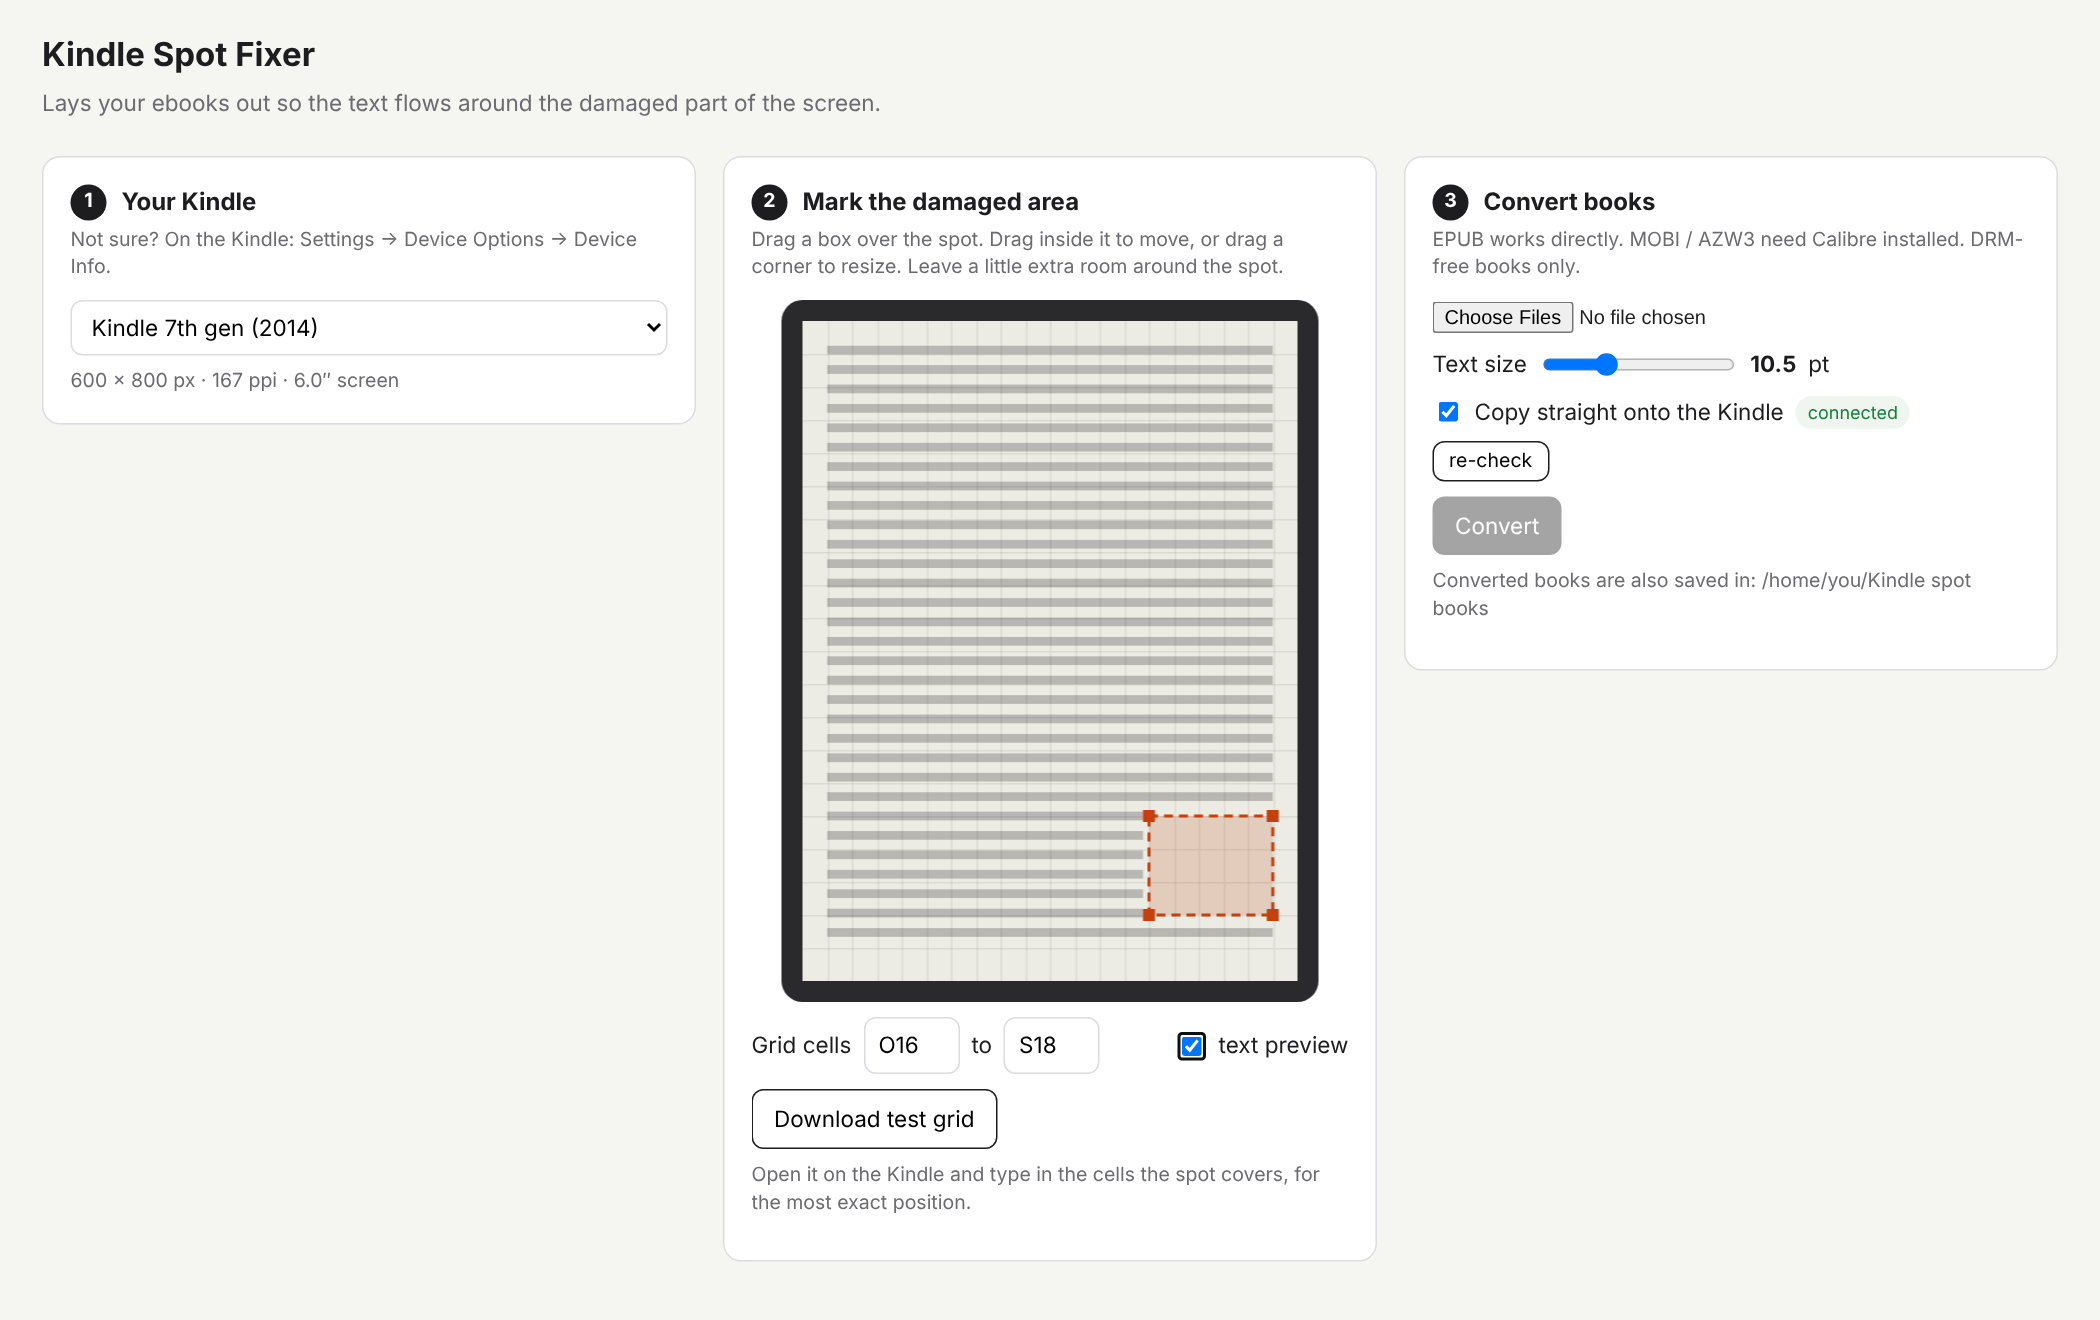 Kindle Spot Fixer
Lays your ebooks out so the text flows around the damaged part of the screen.
1 Your Kindle
Not sure? On the Kindle: Settings → Device Options → Device
Info.
Kindle 7th gen (2014)
600 × 800 px · 167 ppi · 6.0″ screen
2 Mark the damaged area
Drag a box over the spot. Drag inside it to move, or drag a
corner to resize. Leave a little extra room around the spot.
Grid cells O16 to S18 text preview
Download test grid
Open it on the Kindle and type in the cells the spot covers, for
the most exact position.
3 Convert books
EPUB works directly. MOBI / AZW3 need Calibre installed. DRM-
free books only.
Choose Files No file chosen
Text size 10.5 pt
Copy straight onto the Kindle connected
re-check
Convert
Converted books are also saved in: /home/you/Kindle spot
books